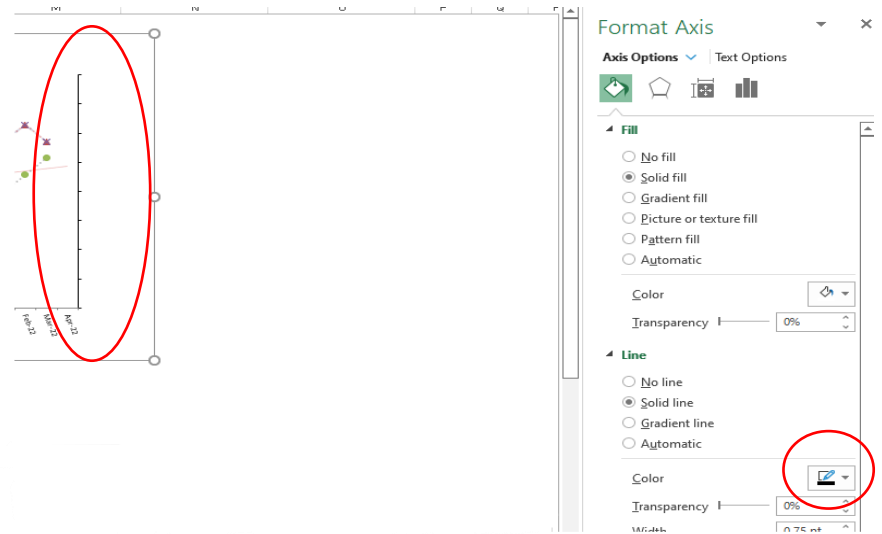 M N O P Q R
Format Axis
Axis Options Text Options
Fill
No fill
Solid fill
Gradient fill
Picture or texture fill
Pattern fill
Automatic
Color
Transparency 0%
Line
No line
Solid line
Gradient line
Automatic
Color
Transparency 0%
Width 0.75 pt
Feb-22
Mar-22
Apr-22